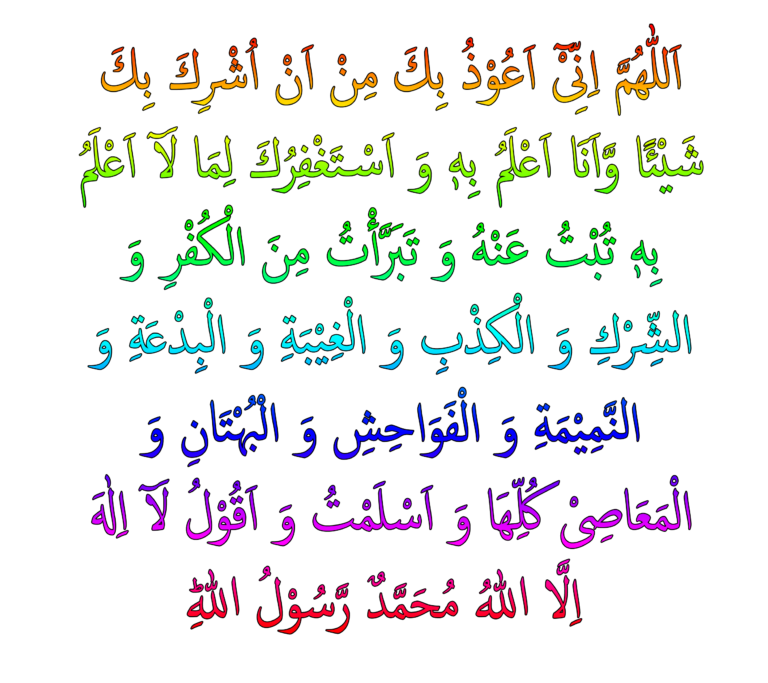 اَللّٰهُمَّ اِنِّیْۤ اَعُوْذُ بِكَ مِنْ اَنْ اُشْرِكَ بِكَ
شَیْئًا وَّاَنَا اَعْلَمُ بِهٖ وَ اَسْتَغْفِرُكَ لِمَا لَاۤ اَعْلَمُ
بِهٖ تُبْتُ عَنْهُ وَ تَبَرَّأْتُ مِنَ الْكُفْرِ وَ
الشِّرْكِ وَ الْكِذْبِ وَ الْغِیْبَةِ وَ الْبِدْعَةِ وَ
النَّمِیْمَةِ وَ الْفَوَاحِشِ وَ الْبُهْتَانِ وَ
الْمَعَاصِیْ كُلِّهَا وَ اَسْلَمْتُ وَ اَقُوْلُ لَاۤ اِلٰهَ
اِلَّا اللّٰهُ مُحَمَّدٌ رَّسُوْلُ اللّٰهِؕ